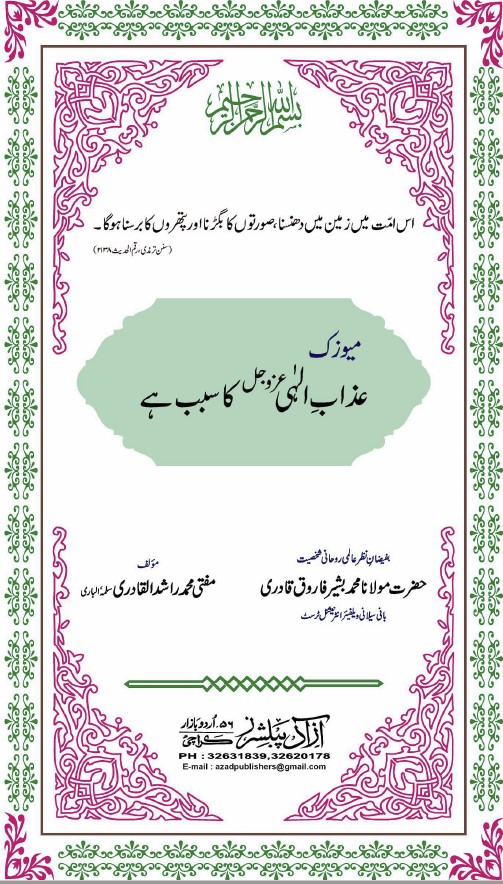 بسم اللہ الرحمن الرحیم
اس امّت میں زمین میں دھنسنا، صورتوں کا بگڑنا اور پتھروں کا برسنا ہوگا۔
(سنن ترمذی، رقم الحدیث ۲۱۳۸)
میوزک
عذابِ الٰہی عزوجل کا سبب ہے
بفیضان نظر عالمی روحانی شخصیت
حضرت مولانا محمد بشیر فاروق قادری
بانی سیلانی ویلفیئر انٹرنیشنل ٹرسٹ
مؤلف
مفتی محمد راشد القادری سلمہٗ الباری
آزاد پبلشرز ۵۶۔ اُردو بازار کراچی
PH : 32631839,32620178
E-mail : azadpublishers@gmail.com